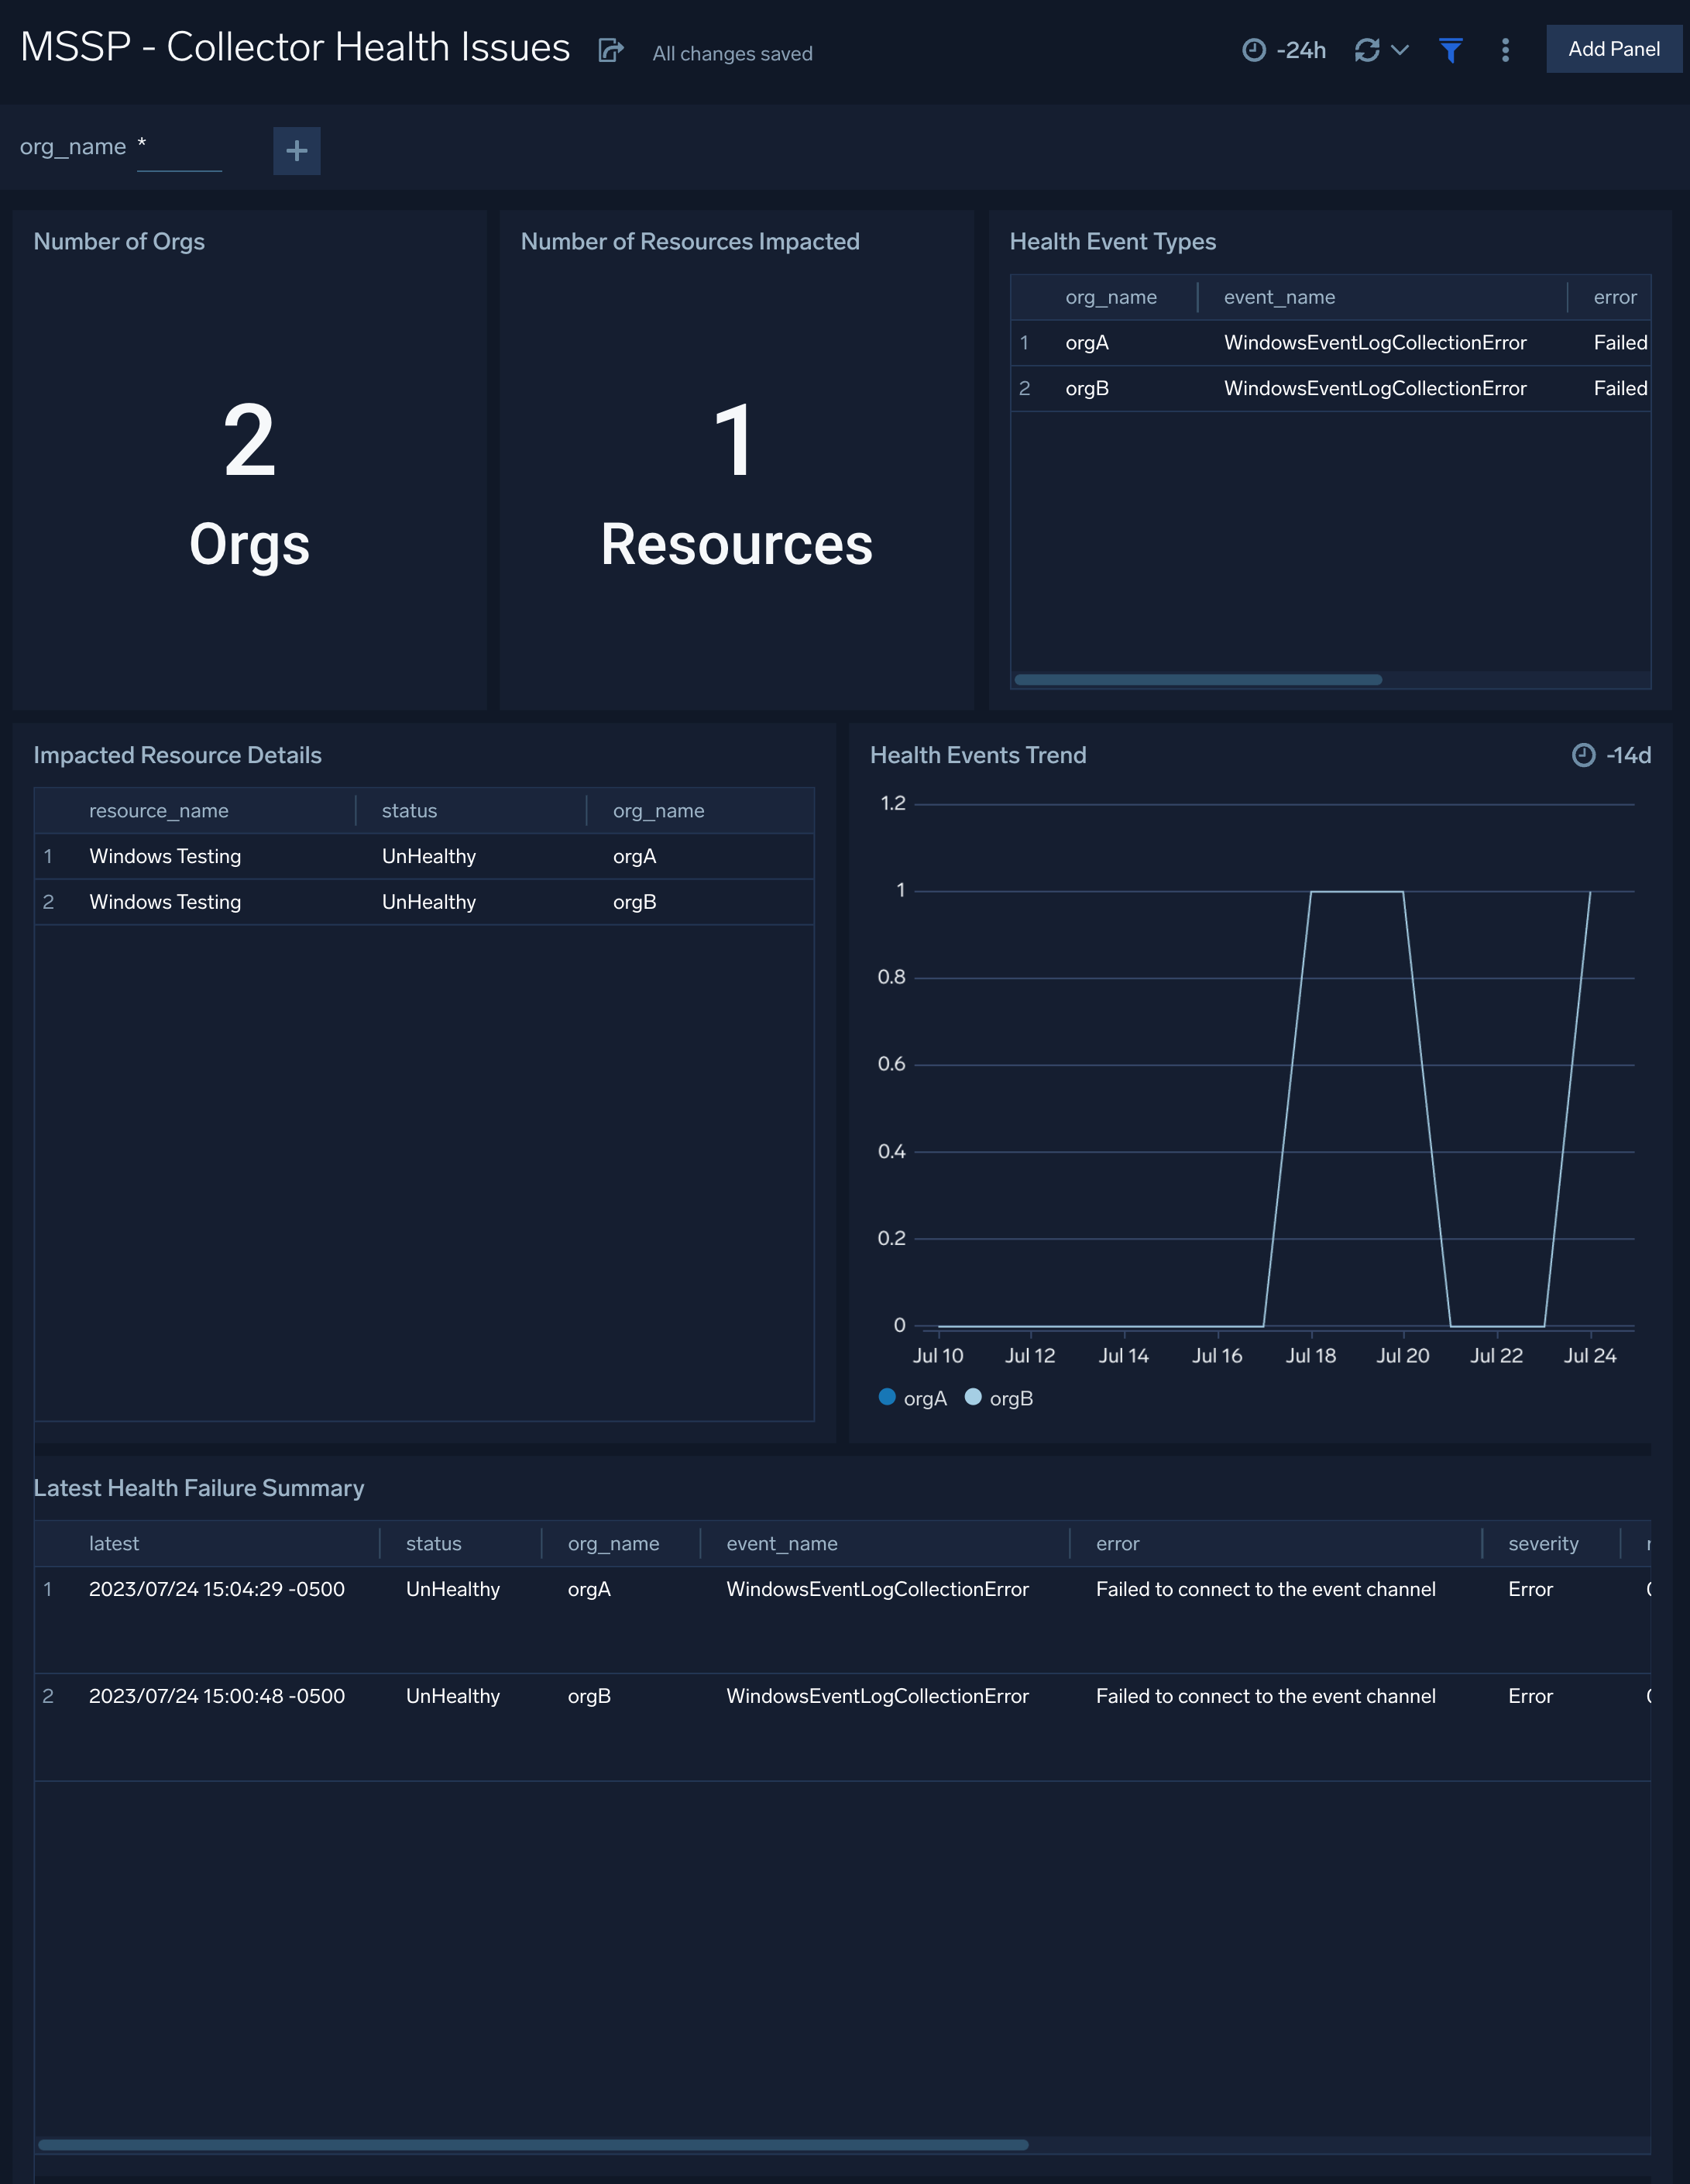 MSSP - Collector Health Issues
All changes saved
-24h
Add Panel
org_name *
Number of Orgs
2
Orgs
Number of Resources Impacted
1
Resources
Health Event Types
org_name event_name error
1 orgA WindowsEventLogCollectionError Failed
2 orgB WindowsEventLogCollectionError Failed
Impacted Resource Details
resource_name status org_name
1 Windows Testing UnHealthy orgA
2 Windows Testing UnHealthy orgB
Health Events Trend
-14d
1.2
1
0.8
0.6
0.4
0.2
0
Jul 10 Jul 12 Jul 14 Jul 16 Jul 18 Jul 20 Jul 22 Jul 24
orgA orgB
Latest Health Failure Summary
latest status org_name event_name error severity
1 2023/07/24 15:04:29 -0500 UnHealthy orgA WindowsEventLogCollectionError Failed to connect to the event channel Error
2 2023/07/24 15:00:48 -0500 UnHealthy orgB WindowsEventLogCollectionError Failed to connect to the event channel Error